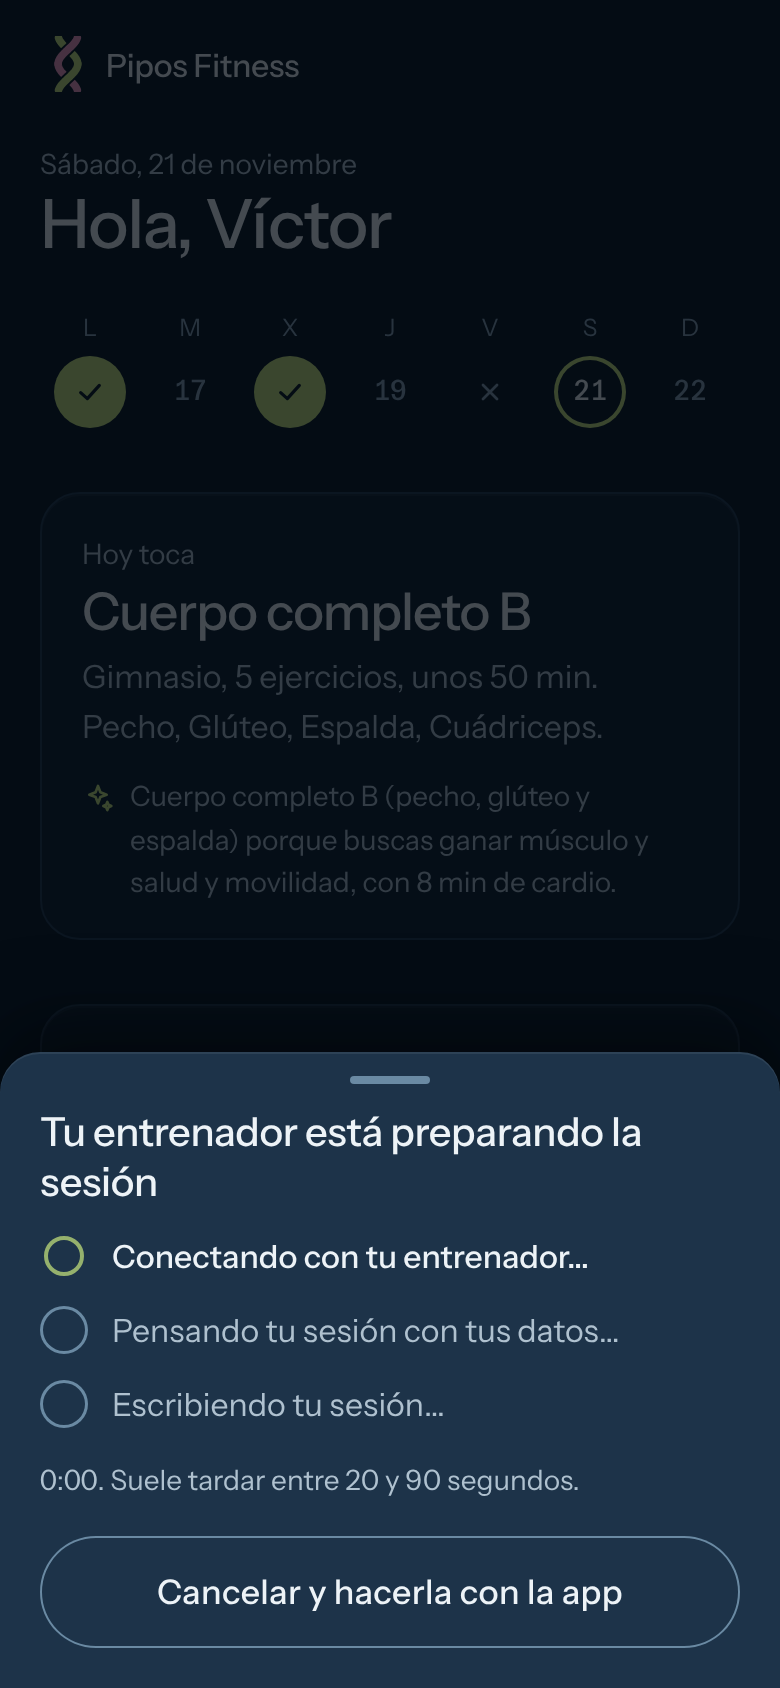 Pipos Fitness
Sábado, 21 de noviembre
Hola, Víctor
L M X J V S D
17 19 21 22
Hoy toca
Cuerpo completo B
Gimnasio, 5 ejercicios, unos 50 min.
Pecho, Glúteo, Espalda, Cuádriceps.
Cuerpo completo B (pecho, glúteo y
espalda) porque buscas ganar músculo y
salud y movilidad, con 8 min de cardio.
Tu entrenador está preparando la
sesión
Conectando con tu entrenador...
Pensando tu sesión con tus datos...
Escribiendo tu sesión...
0:00. Suele tardar entre 20 y 90 segundos.
Cancelar y hacerla con la app